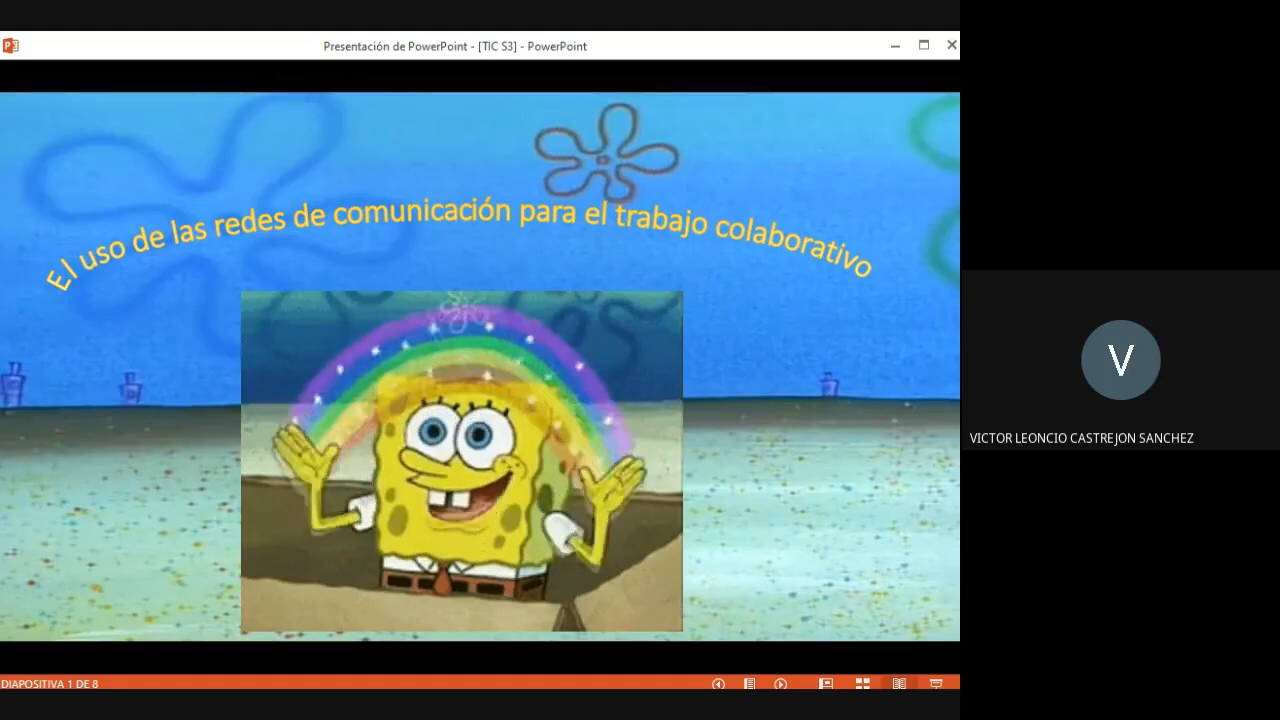 Presentación de PowerPoint - [TIC S3] - PowerPoint
El uso de las redes de comunicación para el trabajo colaborativo
V
VICTOR LEONCIO CASTREJON SANCHEZ
DIAPOSITIVA 1 DE 8